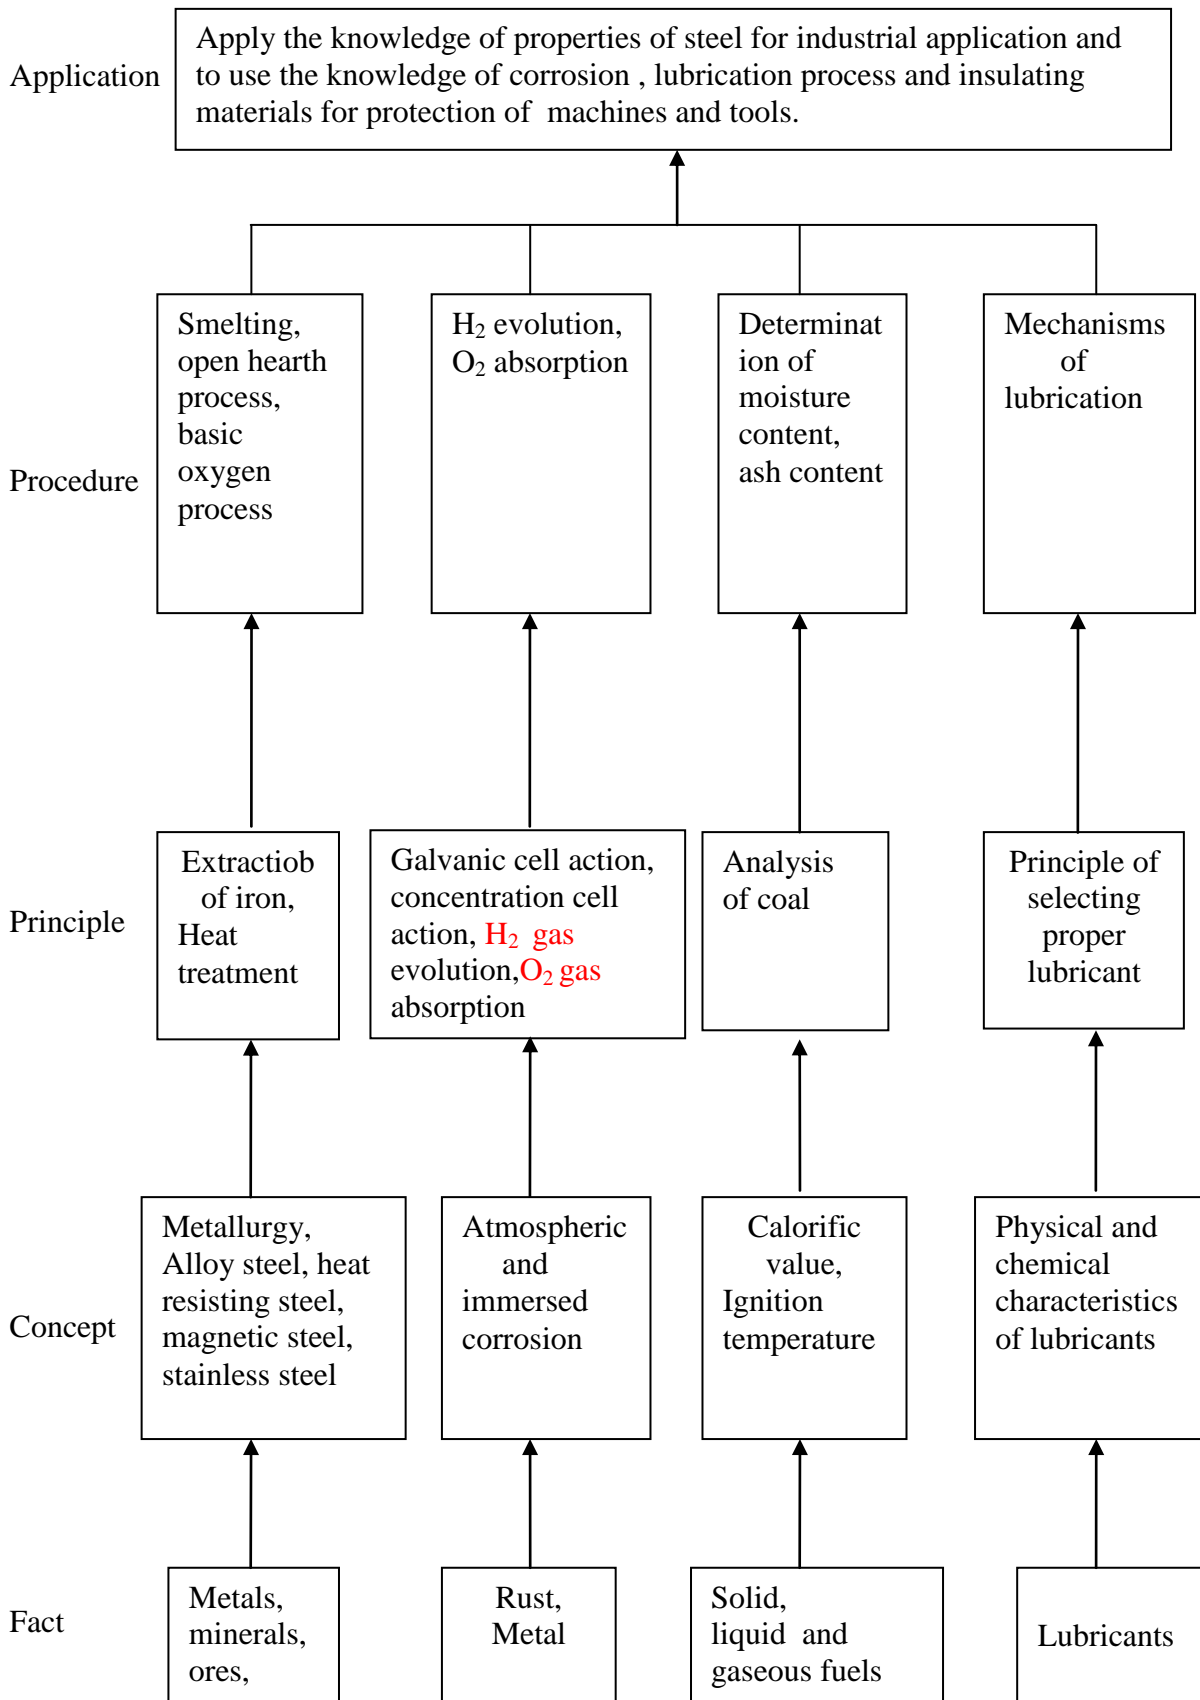 Application
Apply the knowledge of properties of steel for industrial application and
to use the knowledge of corrosion , lubrication process and insulating
materials for protection of machines and tools.
Procedure
Smelting,
open hearth
process,
basic
oxygen
process
H₂ evolution,
O₂ absorption
Determinat
ion of
moisture
content,
ash content
Mechanisms
of
lubrication
Principle
Extractiob
of iron,
Heat
treatment
Galvanic cell action,
concentration cell
action, H₂ gas
evolution,O₂ gas
absorption
Analysis
of coal
Principle of
selecting
proper
lubricant
Concept
Metallurgy,
Alloy steel, heat
resisting steel,
magnetic steel,
stainless steel
Atmospheric
and
immersed
corrosion
Calorific
value,
Ignition
temperature
Physical and
chemical
characteristics
of lubricants
Fact
Metals,
minerals,
ores,
Rust,
Metal
Solid,
liquid and
gaseous fuels
Lubricants